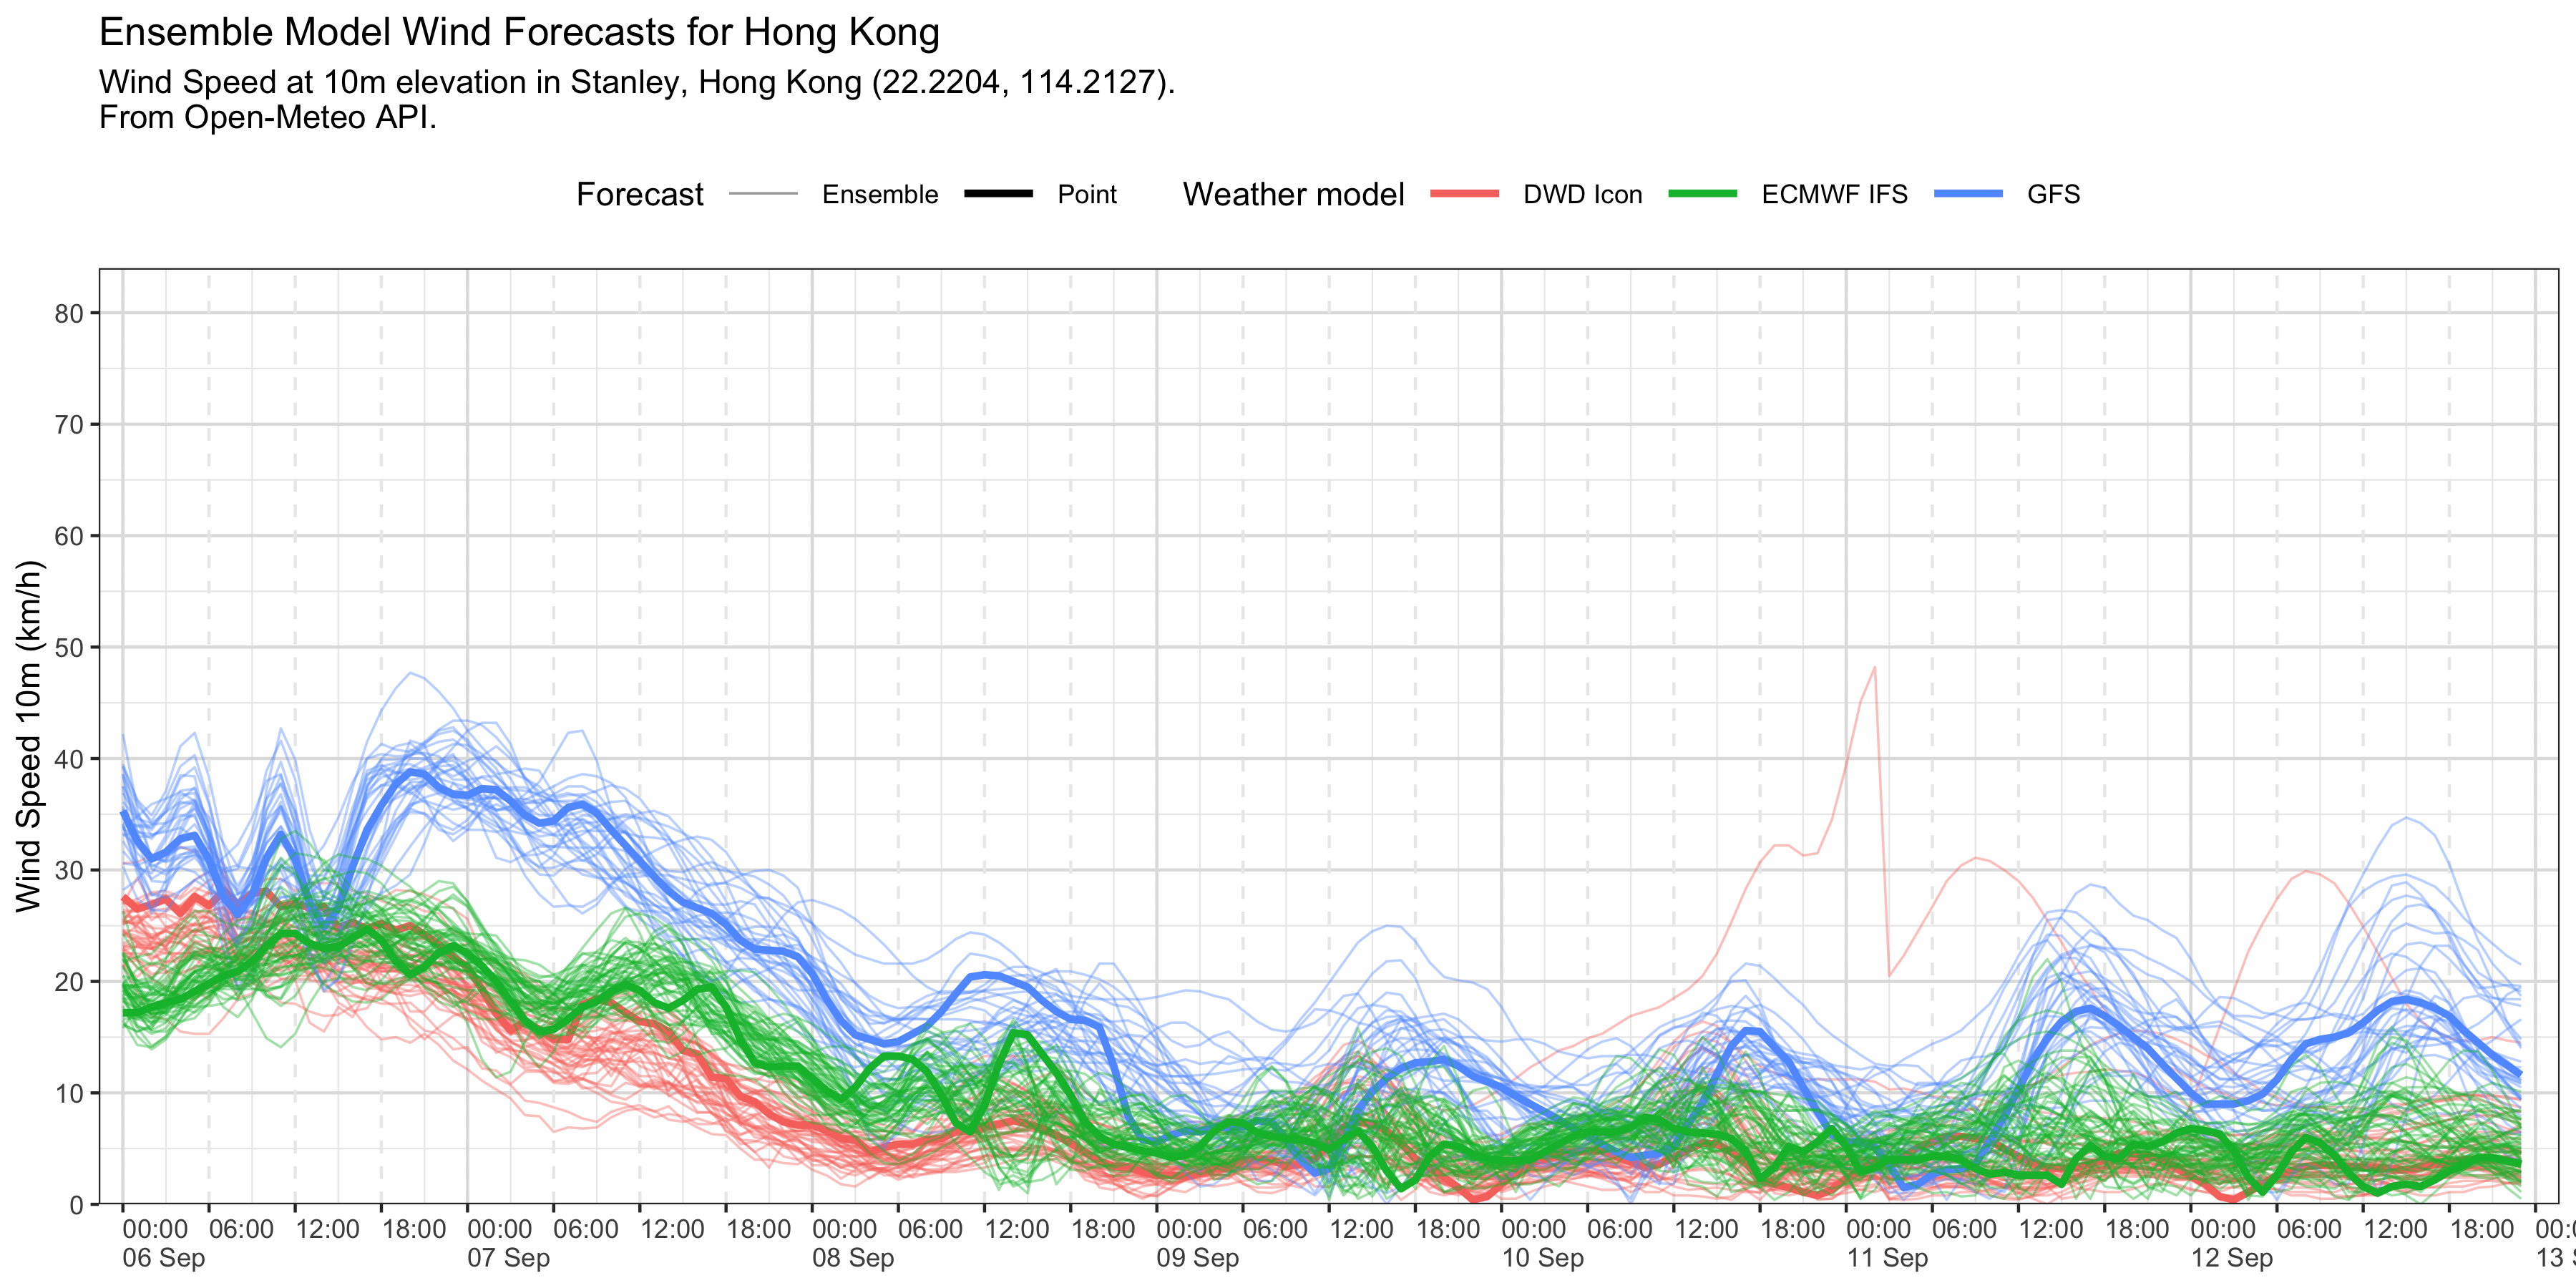 Ensemble Model Wind Forecasts for Hong Kong
Wind Speed at 10m elevation in Stanley, Hong Kong (22.2204, 114.2127).
From Open-Meteo API.
Forecast Ensemble Point Weather model DWD Icon ECMWF IFS GFS
Wind Speed 10m (km/h)
80
70
60
50
40
30
20
10
0
00:00 06:00 12:00 18:00 00:00 06:00 12:00 18:00 00:00 06:00 12:00 18:00 00:00 06:00 12:00 18:00 00:00 06:00 12:00 18:00 00:00 06:00 12:00 18:00 00:00 06:00 12:00 18:00
06 Sep 07 Sep 08 Sep 09 Sep 10 Sep 11 Sep 12 Sep 13